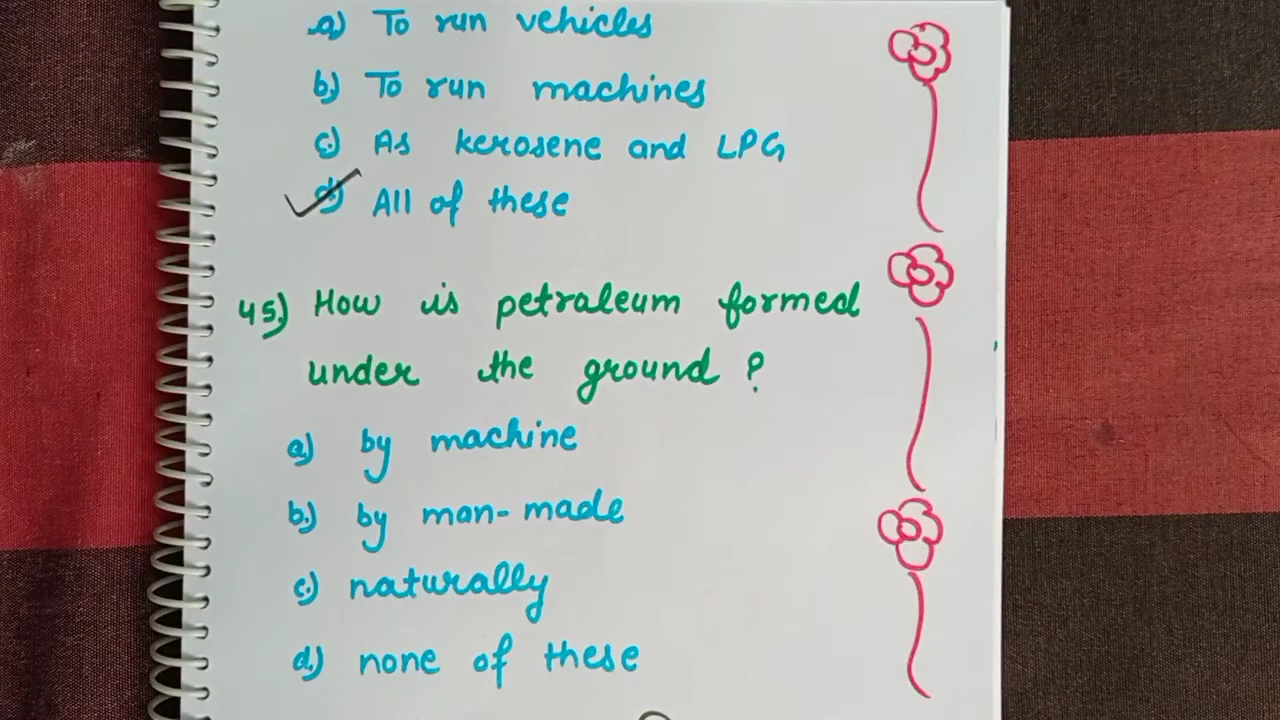 a) To run vehicles
b) To run machines
c) As kerosene and LPG
d) All of these
45.) How is petraleum formed
under the ground ?
a) by machine
b.) by man-made
c) naturally
d.) none of these